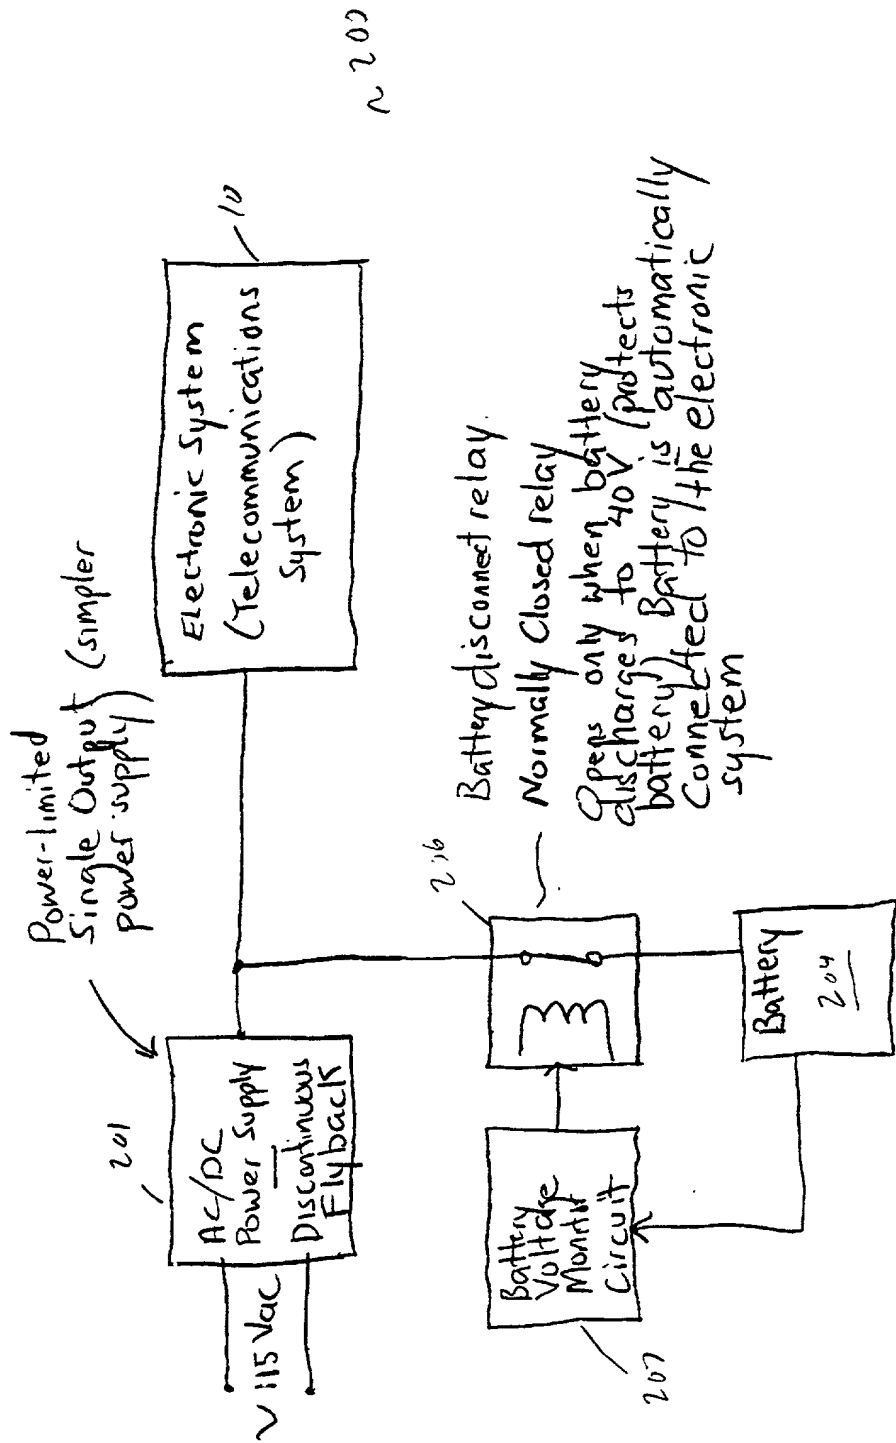 ~ 200
Power-limited
Single Output (simpler
power supply)
201
AC/DC
Power Supply
Discontinuous
Flyback
~ 115 Vac
10
Electronic System
(Telecommunications
System)
206
Battery disconnect relay.
Normally Closed relay
Opens only when battery
discharges to 40V (protects
battery) Battery is automatically
Connected to the electronic
system
Battery
Voltage
Monitor
Circuit
207
Battery
204